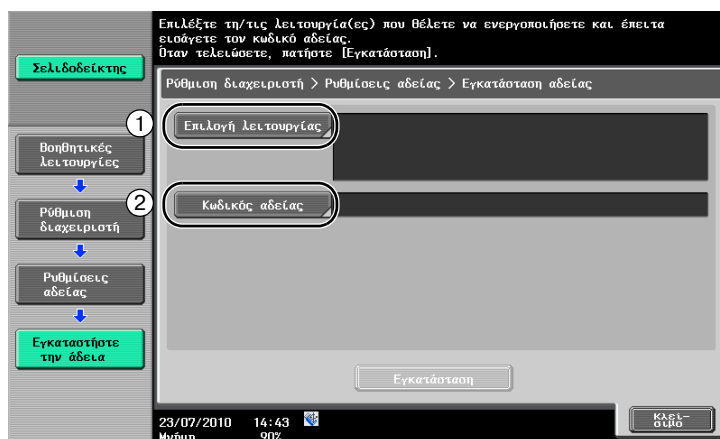 Επιλέξτε τη/τις λειτουργία(ες) που θέλετε να ενεργοποιήσετε και έπειτα
εισάγετε τον κωδικό αδείας.
Όταν τελειώσετε, πατήστε [Εγκατάσταση].
Σελιδοδείκτης
Ρύθμιση διαχειριστή > Ρυθμίσεις αδείας > Εγκατάσταση αδείας
1
Επιλογή λειτουργίας
Βοηθητικές
λειτουργίες
2
Κωδικός αδείας
Ρύθμιση
διαχειριστή
Ρυθμίσεις
αδείας
Εγκαταστήστε
την άδεια
Εγκατάσταση
23/07/2010 14:43
Μνήμη 90%
Κλεί-
σιμο